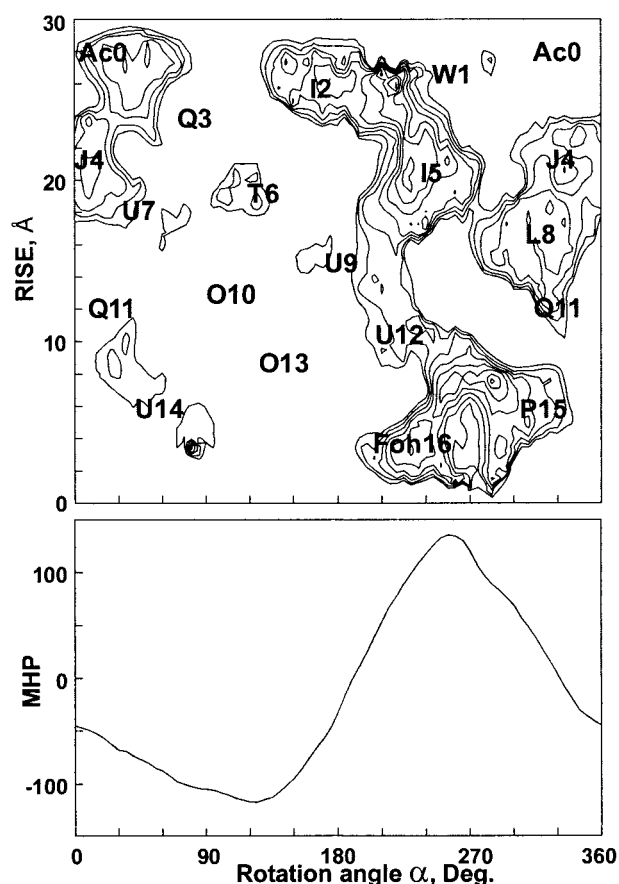 30
Ac0
Ac0
W1
I2
Q3
J4
J4
I5
20
T6
U7
L8
U9
RISE, Å
O10
Q11
Q11
U12
10
O13
U14
P15
Foh16
0
100
0
-100
MHP
0
90
180
270
360
Rotation angle α, Deg.